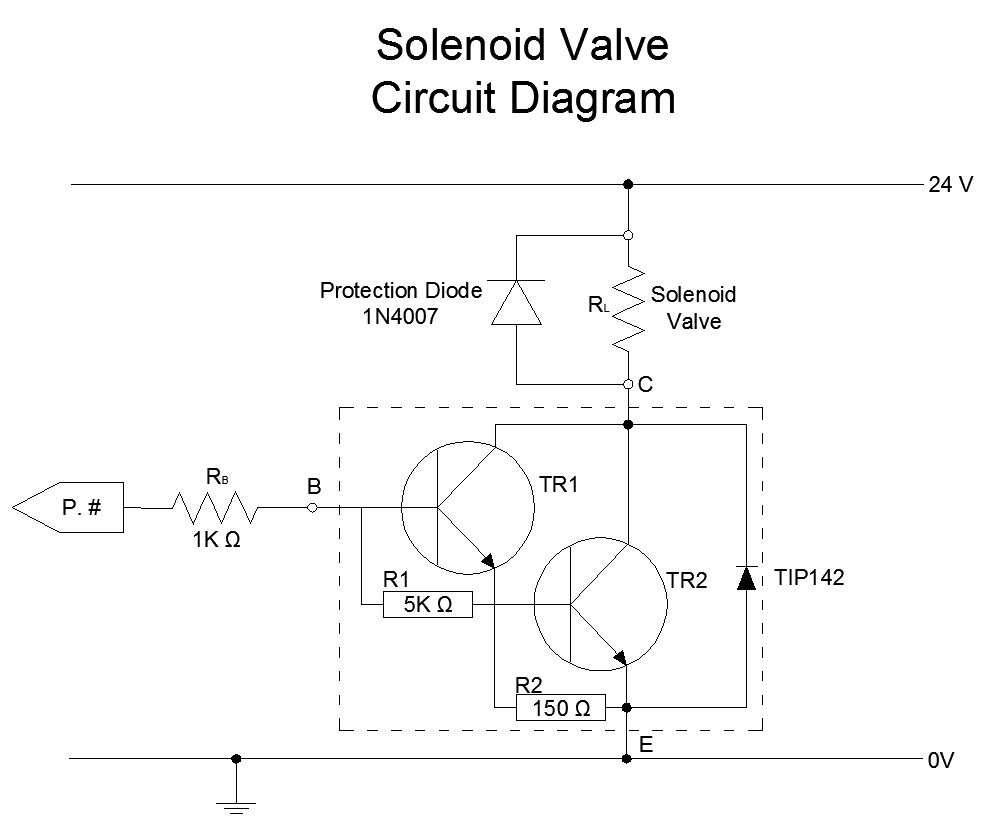 Solenoid Valve
Circuit Diagram
24 V
Protection Diode
1N4007
RL
Solenoid
Valve
C
P. #
RB
1K Ω
B
TR1
TR2
TIP142
R1
5K Ω
R2
150 Ω
E
0V